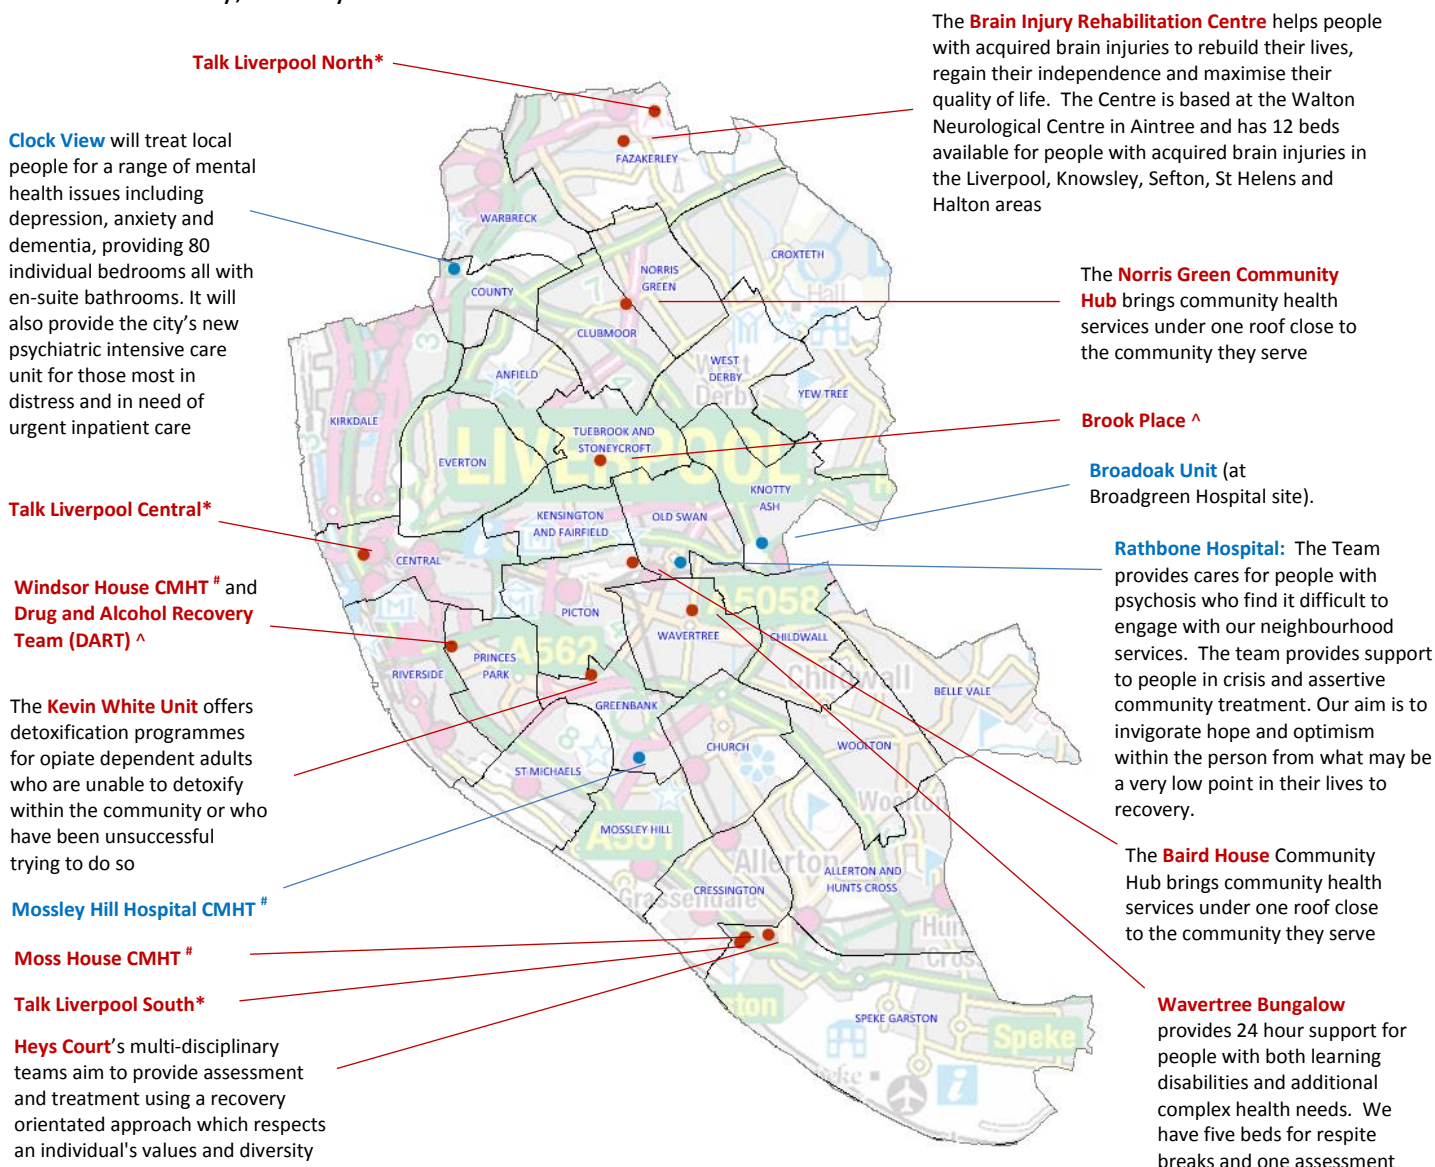 Talk Liverpool North*
The Brain Injury Rehabilitation Centre helps people
with acquired brain injuries to rebuild their lives,
regain their independence and maximise their
quality of life.  The Centre is based at the Walton
Neurological Centre in Aintree and has 12 beds
available for people with acquired brain injuries in
the Liverpool, Knowsley, Sefton, St Helens and
Halton areas
Clock View will treat local
people for a range of mental
health issues including
depression, anxiety and
dementia, providing 80
individual bedrooms all with
en-suite bathrooms. It will
also provide the city's new
psychiatric intensive care
unit for those most in
distress and in need of
urgent inpatient care
The Norris Green Community
Hub brings community health
services under one roof close to
the community they serve
Brook Place ^
Broadoak Unit (at
Broadgreen Hospital site).
Talk Liverpool Central*
Windsor House CMHT # and
Drug and Alcohol Recovery
Team (DART) ^
Rathbone Hospital:  The Team
provides cares for people with
psychosis who find it difficult to
engage with our neighbourhood
services.  The team provides support
to people in crisis and assertive
community treatment. Our aim is to
invigorate hope and optimism
within the person from what may be
a very low point in their lives to
recovery.
The Kevin White Unit offers
detoxification programmes
for opiate dependent adults
who are unable to detoxify
within the community or who
have been unsuccessful
trying to do so
The Baird House Community
Hub brings community health
services under one roof close
to the community they serve
Mossley Hill Hospital CMHT #
Moss House CMHT #
Talk Liverpool South*
Heys Court's multi-disciplinary
teams aim to provide assessment
and treatment using a recovery
orientated approach which respects
an individual's values and diversity
Wavertree Bungalow
provides 24 hour support for
people with both learning
disabilities and additional
complex health needs.  We
have five beds for respite
breaks and one assessment
FAZAKERLEY
WARBRECK
CROXTETH
NORRIS
GREEN
Hall
COUNTY
CLUBMOOR
WEST
DERBY
West
Derby
ANFIELD
YEW TREE
KIRKDALE
TUEBROOK AND
STONEYCROFT
LIVERPOOL
EVERTON
KNOTTY
ASH
KENSINGTON
AND FAIRFIELD
OLD SWAN
CENTRAL
PICTON
A5058
WAVERTREE
CHILDWALL
Childwall
A562
PRINCES
PARK
RIVERSIDE
GREENBANK
BELLE VALE
CHURCH
WOOLTON
ST MICHAELS
Woolton
MOSSLEY HILL
A561
Allerton
ALLERTON AND
HUNTS CROSS
CRESSINGTON
Grassendale
SPEKE GARSTON
Speke